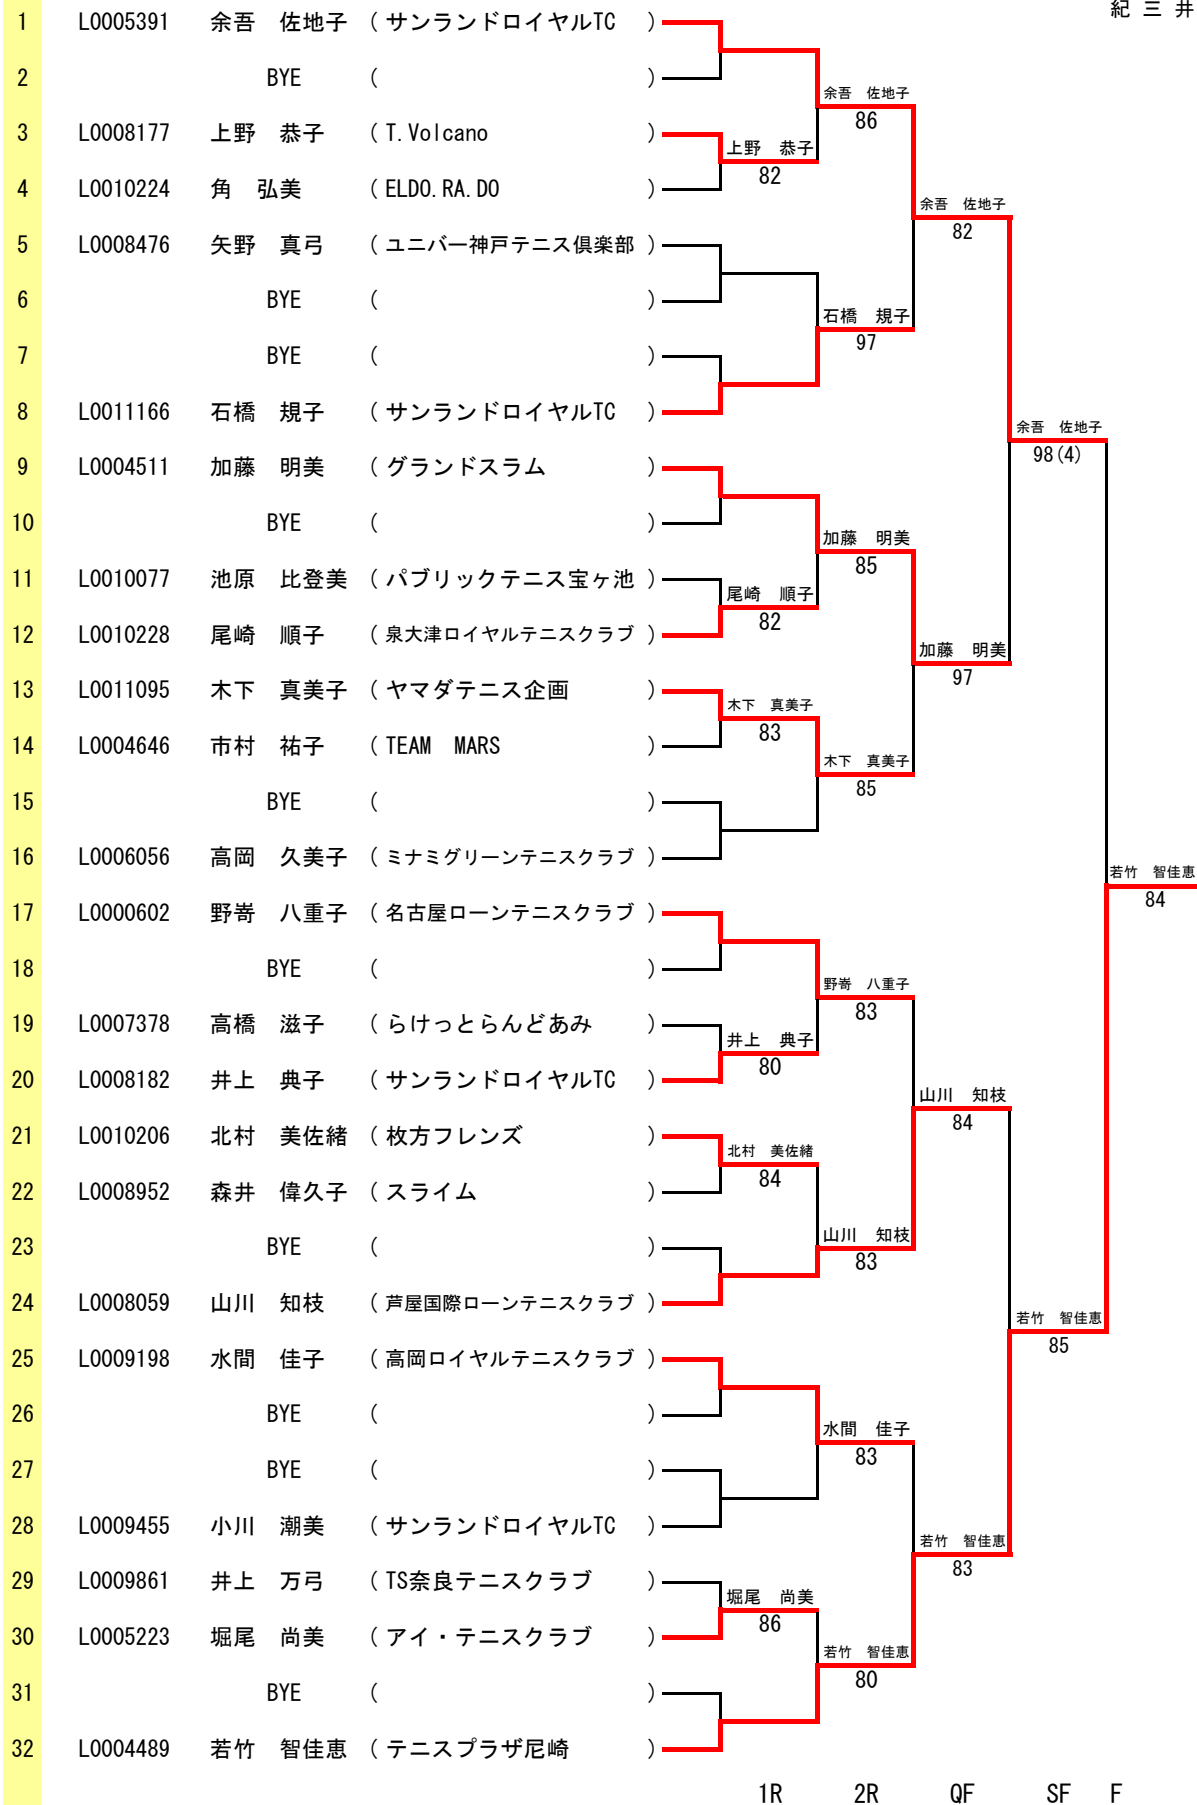 紀 三 井
1 L0005391 余吾 佐地子 ( サンランドロイヤルTC )
2 BYE ( )
余吾 佐地子
86
3 L0008177 上野 恭子 ( T.Volcano )
上野 恭子
82
4 L0010224 角 弘美 ( ELDO.RA.DO )
余吾 佐地子
82
5 L0008476 矢野 真弓 ( ユニバー神戸テニス倶楽部 )
6 BYE ( )
石橋 規子
97
7 BYE ( )
8 L0011166 石橋 規子 ( サンランドロイヤルTC )
余吾 佐地子
98(4)
9 L0004511 加藤 明美 ( グランドスラム )
10 BYE ( )
加藤 明美
85
11 L0010077 池原 比登美 ( パブリックテニス宝ヶ池 )
尾崎 順子
82
12 L0010228 尾崎 順子 ( 泉大津ロイヤルテニスクラブ )
加藤 明美
97
13 L0011095 木下 真美子 ( ヤマダテニス企画 )
木下 真美子
83
14 L0004646 市村 祐子 ( TEAM MARS )
木下 真美子
85
15 BYE ( )
16 L0006056 高岡 久美子 ( ミナミグリーンテニスクラブ )
若竹 智佳恵
84
17 L0000602 野嵜 八重子 ( 名古屋ローンテニスクラブ )
18 BYE ( )
野嵜 八重子
83
19 L0007378 高橋 滋子 ( らけっとらんどあみ )
井上 典子
80
20 L0008182 井上 典子 ( サンランドロイヤルTC )
山川 知枝
84
21 L0010206 北村 美佐緒 ( 枚方フレンズ )
北村 美佐緒
84
22 L0008952 森井 偉久子 ( スライム )
山川 知枝
83
23 BYE ( )
24 L0008059 山川 知枝 ( 芦屋国際ローンテニスクラブ )
若竹 智佳恵
85
25 L0009198 水間 佳子 ( 高岡ロイヤルテニスクラブ )
26 BYE ( )
水間 佳子
83
27 BYE ( )
28 L0009455 小川 潮美 ( サンランドロイヤルTC )
若竹 智佳恵
83
29 L0009861 井上 万弓 ( TS奈良テニスクラブ )
堀尾 尚美
86
30 L0005223 堀尾 尚美 ( アイ・テニスクラブ )
若竹 智佳恵
80
31 BYE ( )
32 L0004489 若竹 智佳恵 ( テニスプラザ尼崎 )
1R 2R QF SF F